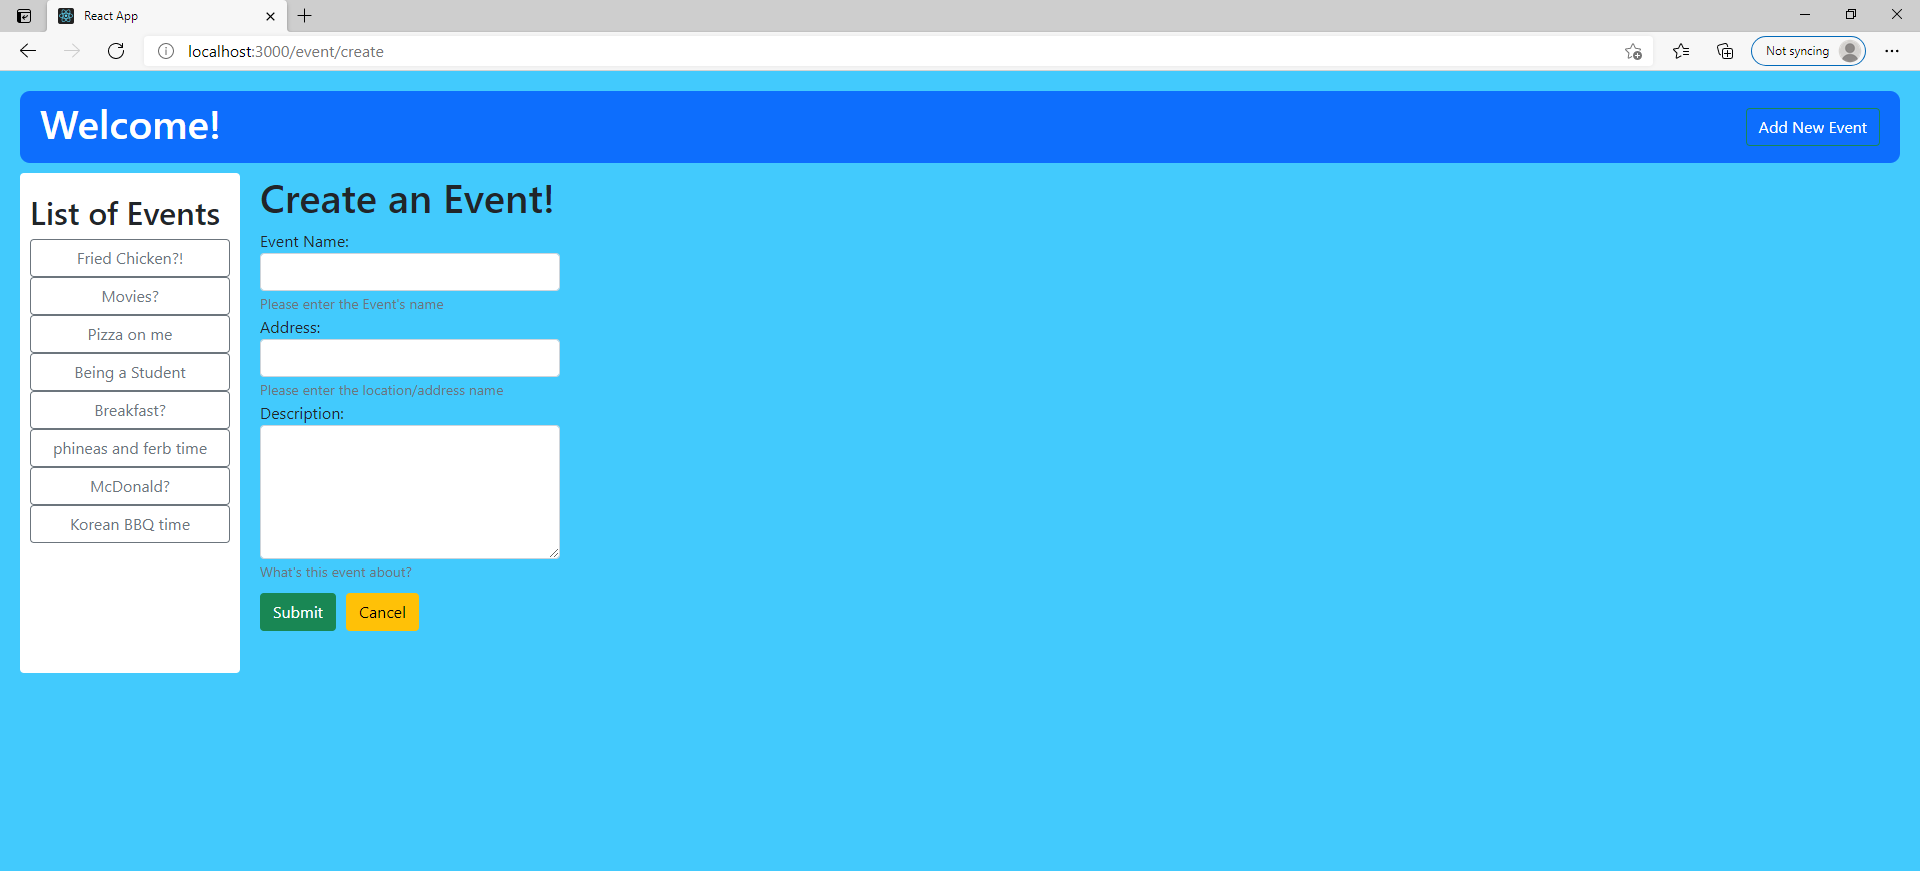 React App
localhost:3000/event/create
Not syncing
Welcome!
Add New Event
List of Events
Fried Chicken?!
Movies?
Pizza on me
Being a Student
Breakfast?
phineas and ferb time
McDonald?
Korean BBQ time
Create an Event!
Event Name:
Please enter the Event's name
Address:
Please enter the location/address name
Description:
What's this event about?
Submit
Cancel